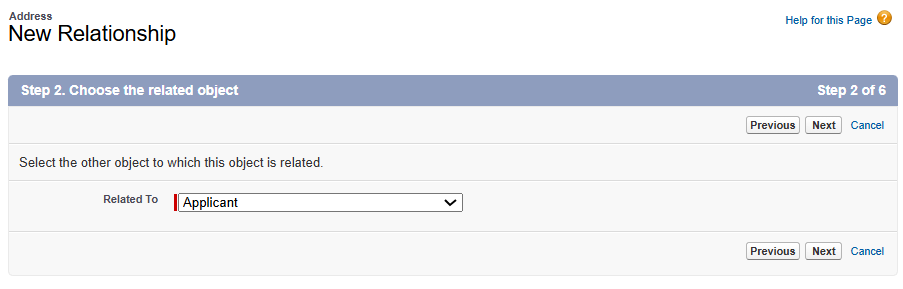 Address
New Relationship
Help for this Page ?
Step 2. Choose the related object Step 2 of 6
Previous Next Cancel
Select the other object to which this object is related.
Related To Applicant
Previous Next Cancel